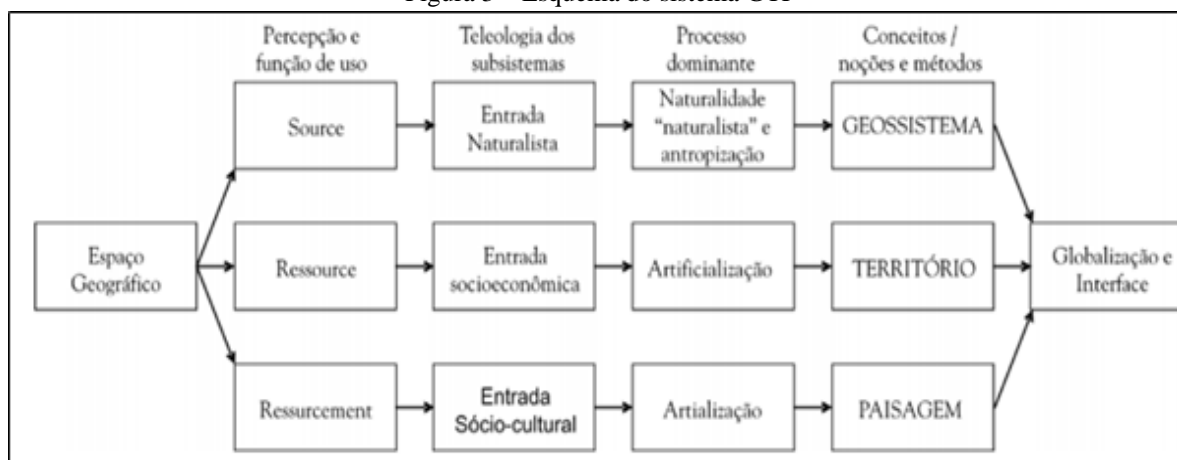 Percepção e
função de uso
Teleologia dos
subsistemas
Processo
dominante
Conceitos /
noções e métodos
Source
Entrada
Naturalista
Naturalidade
"naturalista" e
antropização
GEOSSISTEMA
Espaço
Geográfico
Ressource
Entrada
socioeconômica
Artificialização
TERRITÓRIO
Globalização e
Interface
Ressurcement
Entrada
Sócio-cultural
Artialização
PAISAGEM